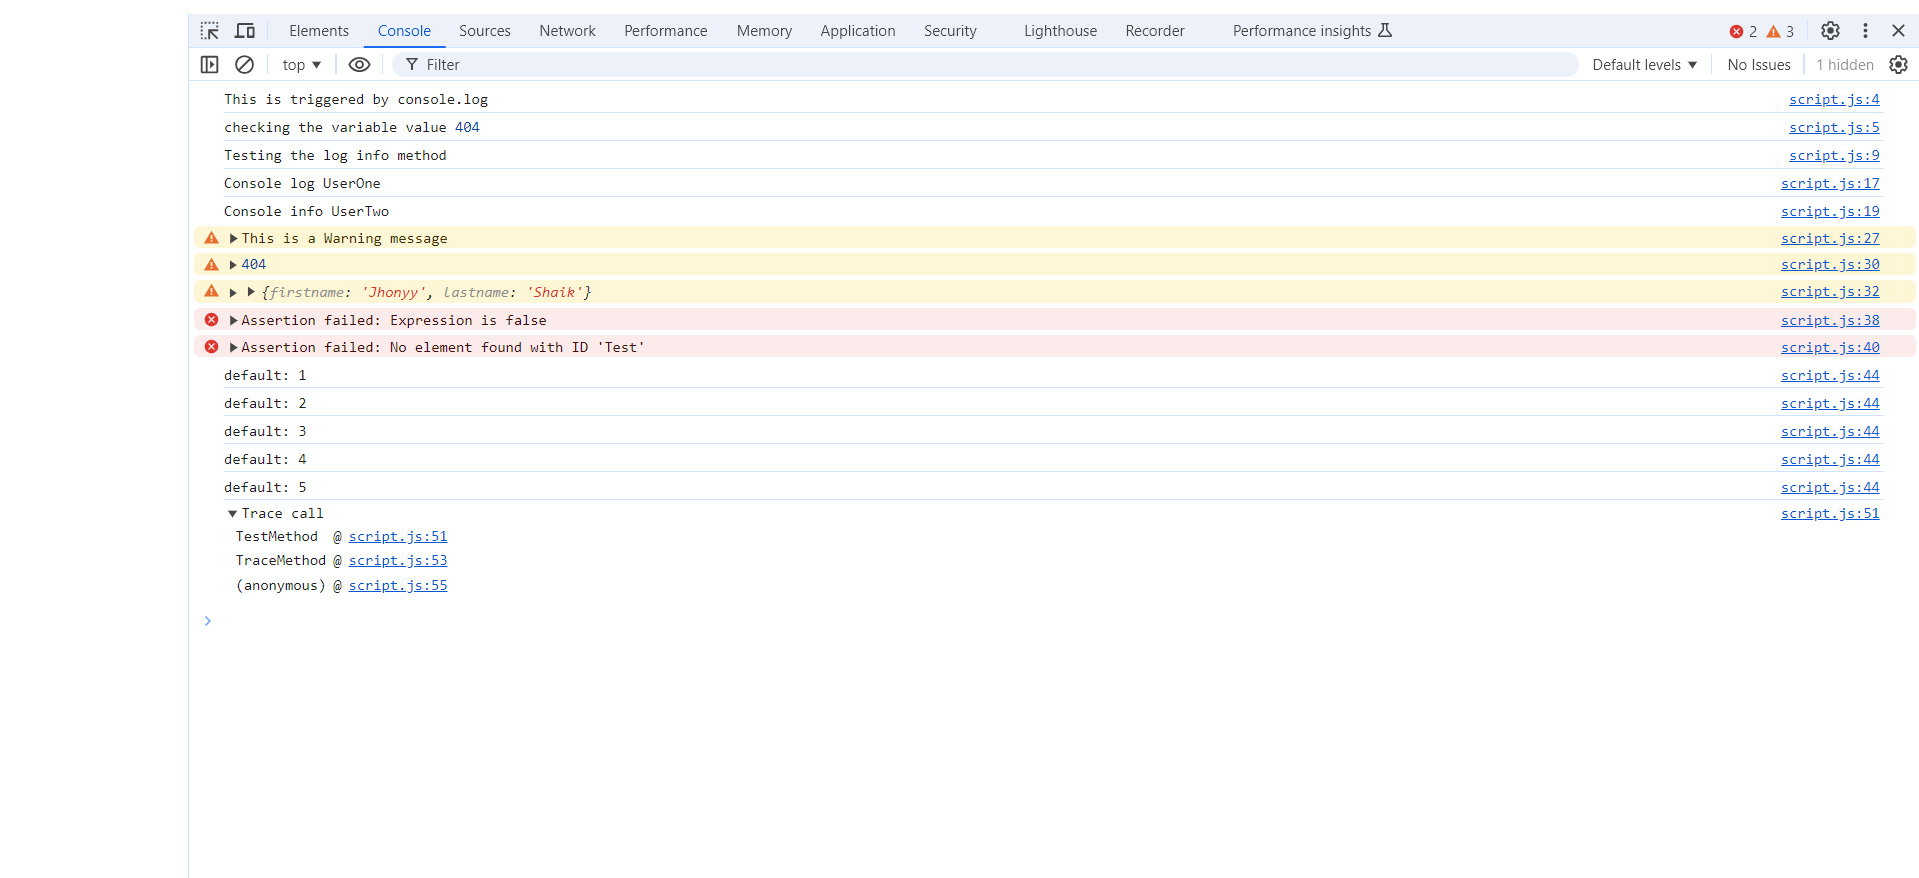 Elements Console Sources Network Performance Memory Application Security Lighthouse Recorder Performance insights 2 3
top Filter Default levels No Issues 1 hidden
This is triggered by console.log script.js:4
checking the variable value 404 script.js:5
Testing the log info method script.js:9
Console log UserOne script.js:17
Console info UserTwo script.js:19
This is a Warning message script.js:27
404 script.js:30
{firstname: 'Jhonyy', lastname: 'Shaik'} script.js:32
Assertion failed: Expression is false script.js:38
Assertion failed: No element found with ID 'Test' script.js:40
default: 1 script.js:44
default: 2 script.js:44
default: 3 script.js:44
default: 4 script.js:44
default: 5 script.js:44
Trace call script.js:51
TestMethod @ script.js:51
TraceMethod @ script.js:53
(anonymous) @ script.js:55